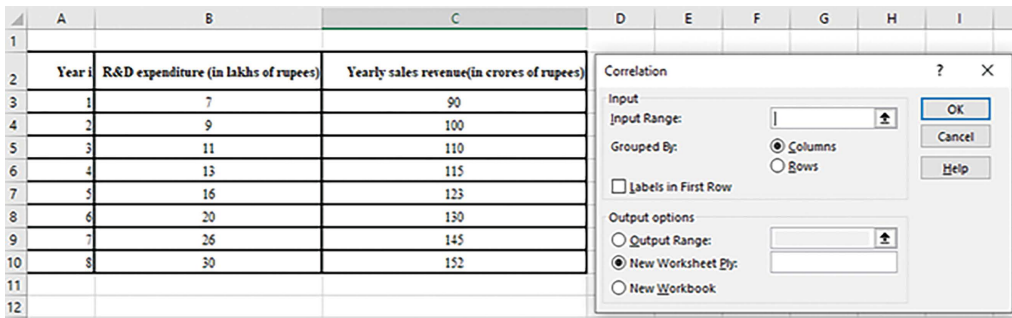 A B C D E F G H I
1
2 Year i R&D expenditure (in lakhs of rupees) Yearly sales revenue(in crores of rupees)
3 1 7 90
4 2 9 100
5 3 11 110
6 4 13 115
7 5 16 123
8 6 20 130
9 7 26 145
10 8 30 152
11
12
Correlation ? ×
Input
Input Range:
Grouped By: Columns
Rows
Labels in First Row
Output options
Output Range:
New Worksheet Ply:
New Workbook
OK
Cancel
Help